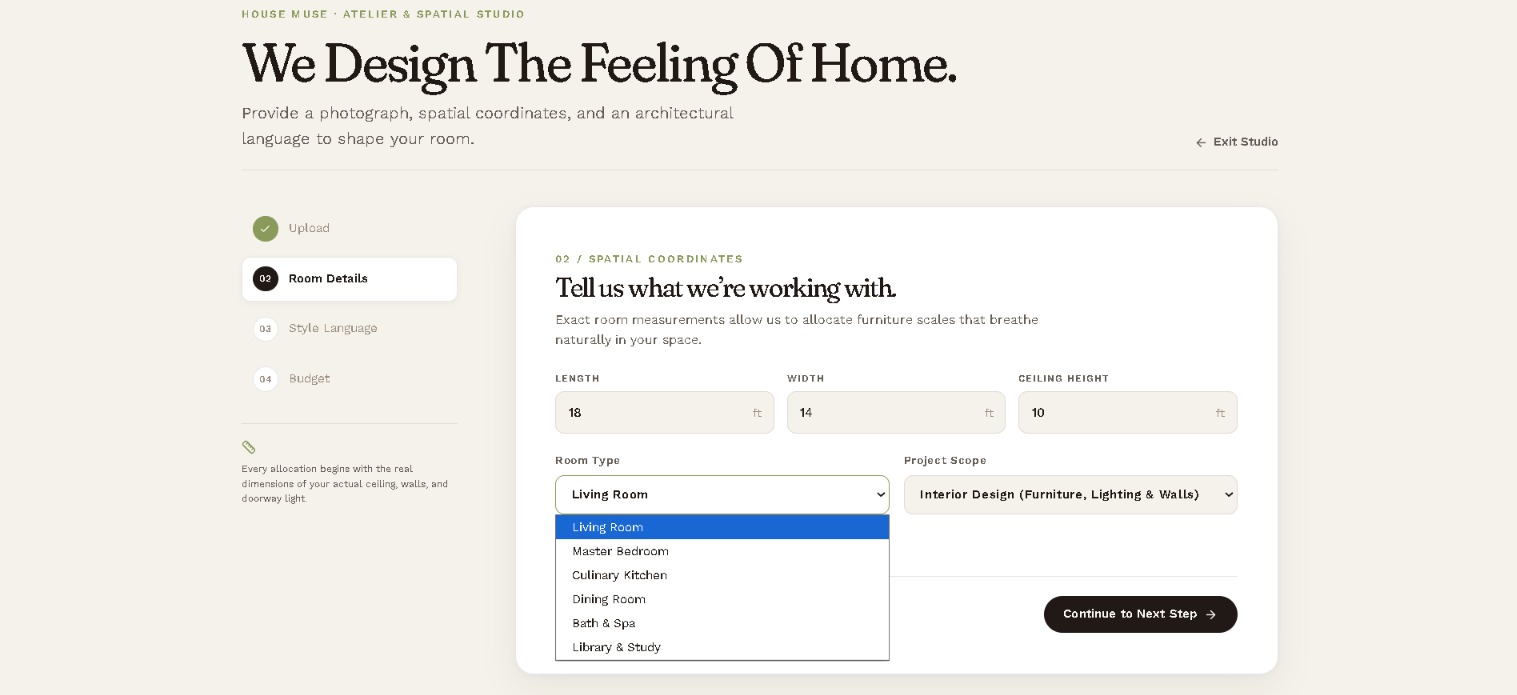 HOUSE MUSE · ATELIER & SPATIAL STUDIO
We Design The Feeling Of Home.
Provide a photograph, spatial coordinates, and an architectural
language to shape your room.
← Exit Studio
Upload
02 Room Details
03 Style Language
04 Budget
Every allocation begins with the real
dimensions of your actual ceiling, walls, and
doorway light.
02 / SPATIAL COORDINATES
Tell us what we’re working with.
Exact room measurements allow us to allocate furniture scales that breathe
naturally in your space.
LENGTH WIDTH CEILING HEIGHT
18 ft 14 ft 10 ft
Room Type Project Scope
Living Room Interior Design (Furniture, Lighting & Walls)
Living Room
Master Bedroom
Culinary Kitchen
Dining Room
Bath & Spa
Library & Study
Continue to Next Step →